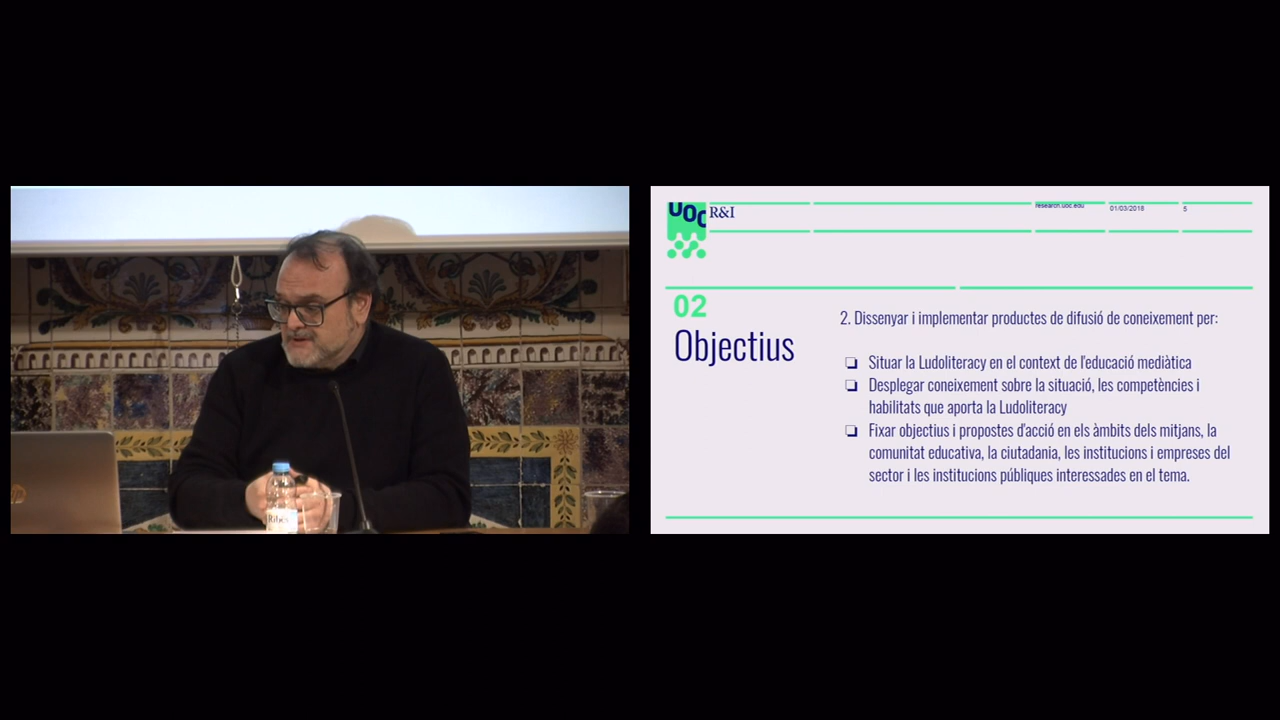 Ribes
UOC
R&I
research.uoc.edu
01/03/2018
5
02
Objectius
2. Dissenyar i implementar productes de difusió de coneixement per:
Situar la Ludoliteracy en el context de l'educació mediàtica
Desplegar coneixement sobre la situació, les competències i
habilitats que aporta la Ludoliteracy
Fixar objectius i propostes d'acció en els àmbits dels mitjans, la
comunitat educativa, la ciutadania, les institucions i empreses del
sector i les institucions públiques interessades en el tema.